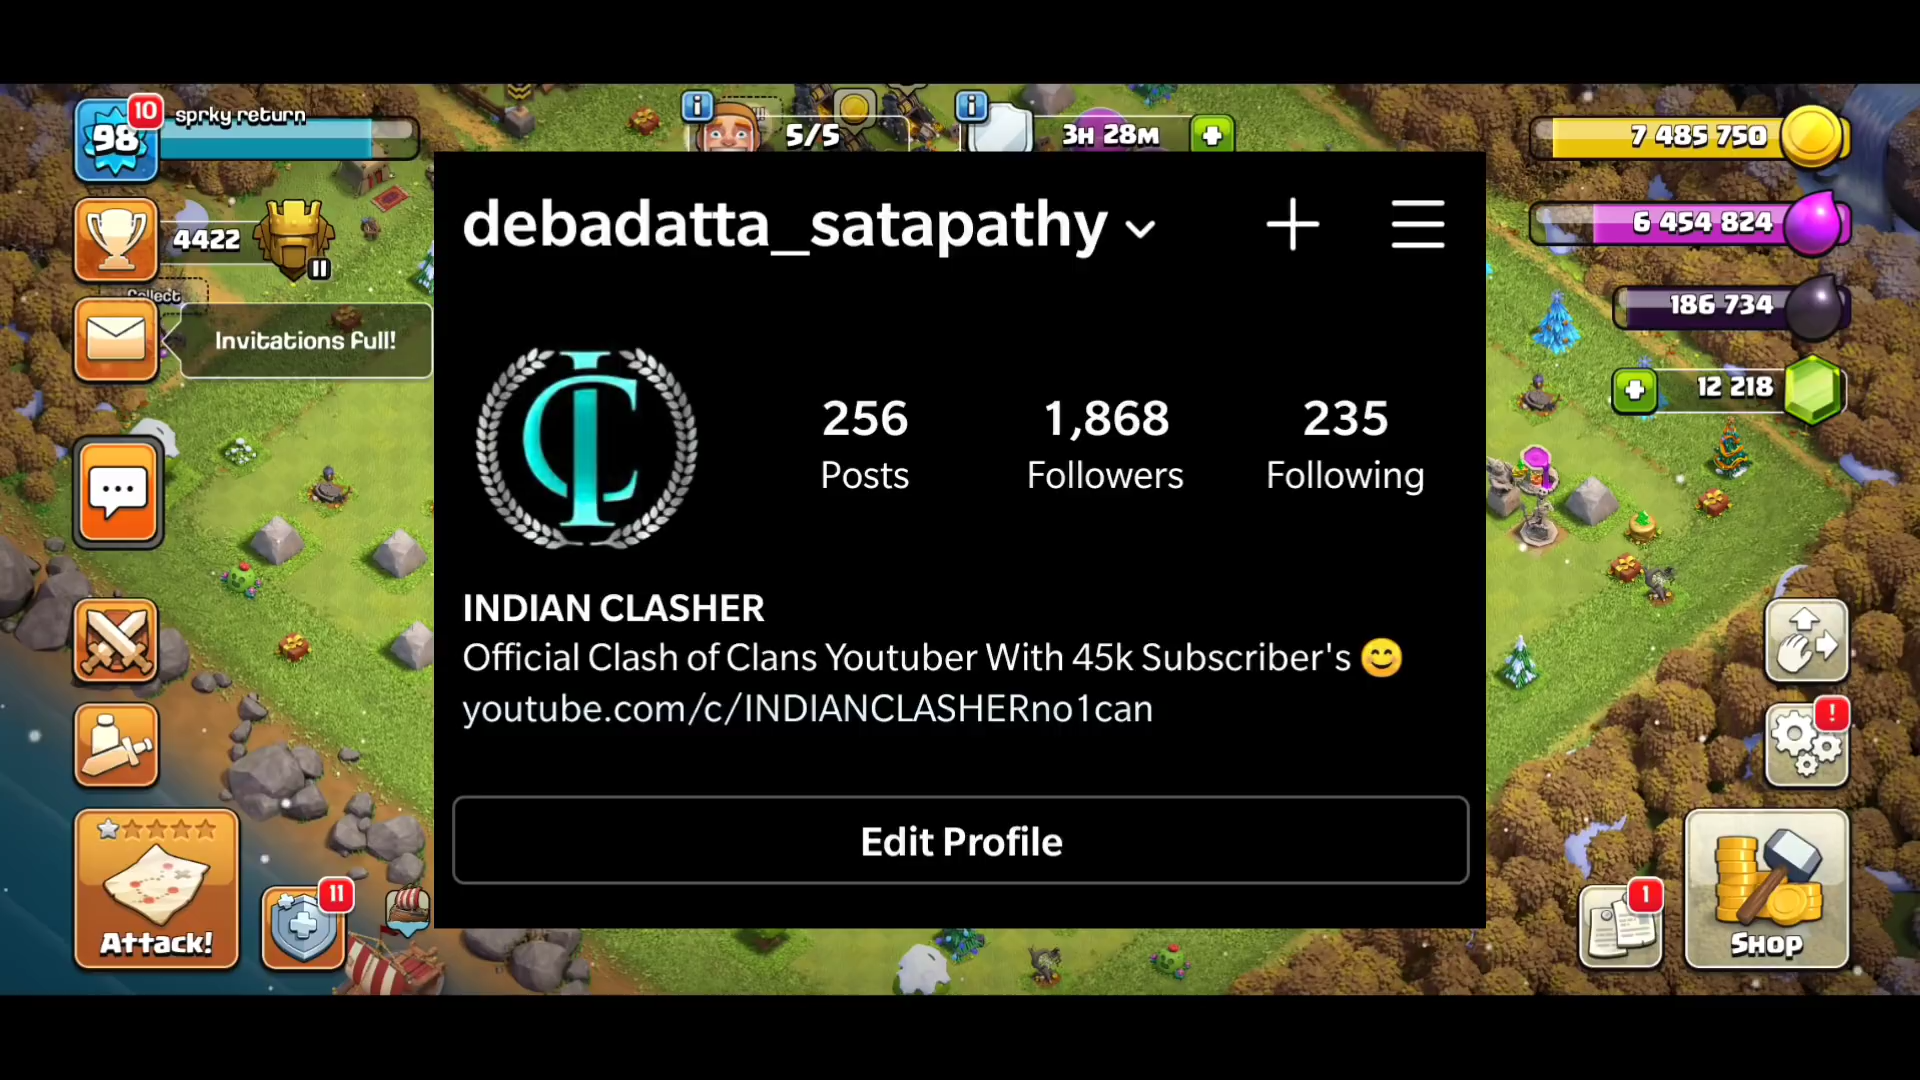 10
98
sprky return
5/5
3H 28M
7 485 750
4422
6 454 824
Collect
Invitations full!
186 734
12 218
debadatta_satapathy
IC
256
Posts
1,868
Followers
235
Following
INDIAN CLASHER
Official Clash of Clans Youtuber With 45k Subscriber's 😊
youtube.com/c/INDIANCLASHERno1can
Edit Profile
!
Attack!
11
1
Shop